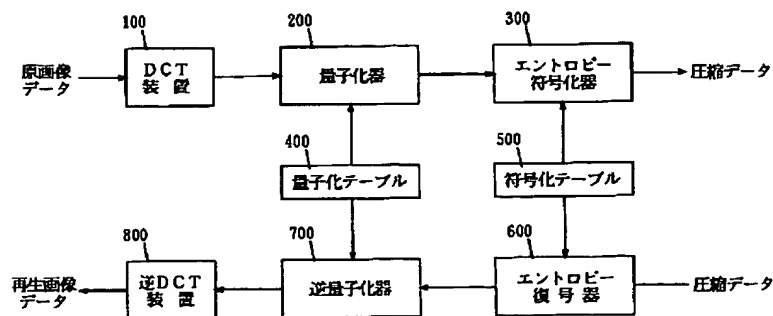 100
200
300
原画像
データ
DCT
装置
量子化器
エントロピー
符号化器
圧縮データ
400
500
量子化テーブル
符号化テーブル
800
700
600
再生画像
データ
逆DCT
装置
逆量子化器
エントロピー
復号器
圧縮データ